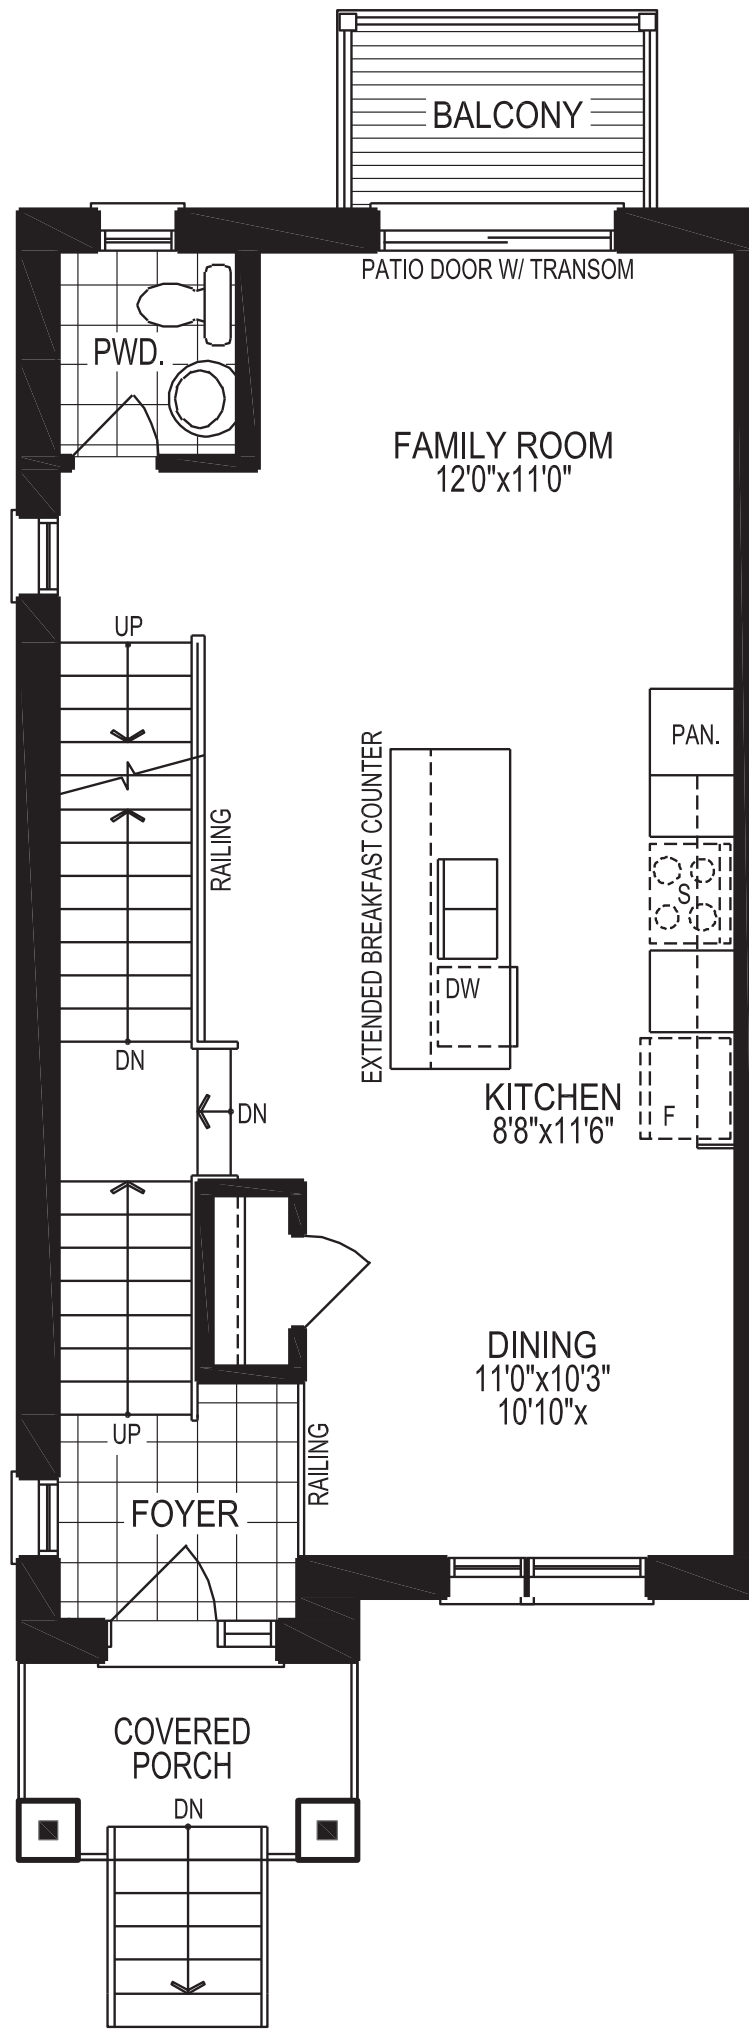 BALCONY
PATIO DOOR W/ TRANSOM
PWD.
FAMILY ROOM
12'0"x11'0"
UP
PAN.
EXTENDED BREAKFAST COUNTER
RAILING
S
DW
DN
KITCHEN
8'8"x11'6"
F
DN
DINING
11'0"x10'3"
10'10"x
UP
RAILING
FOYER
COVERED
PORCH
DN